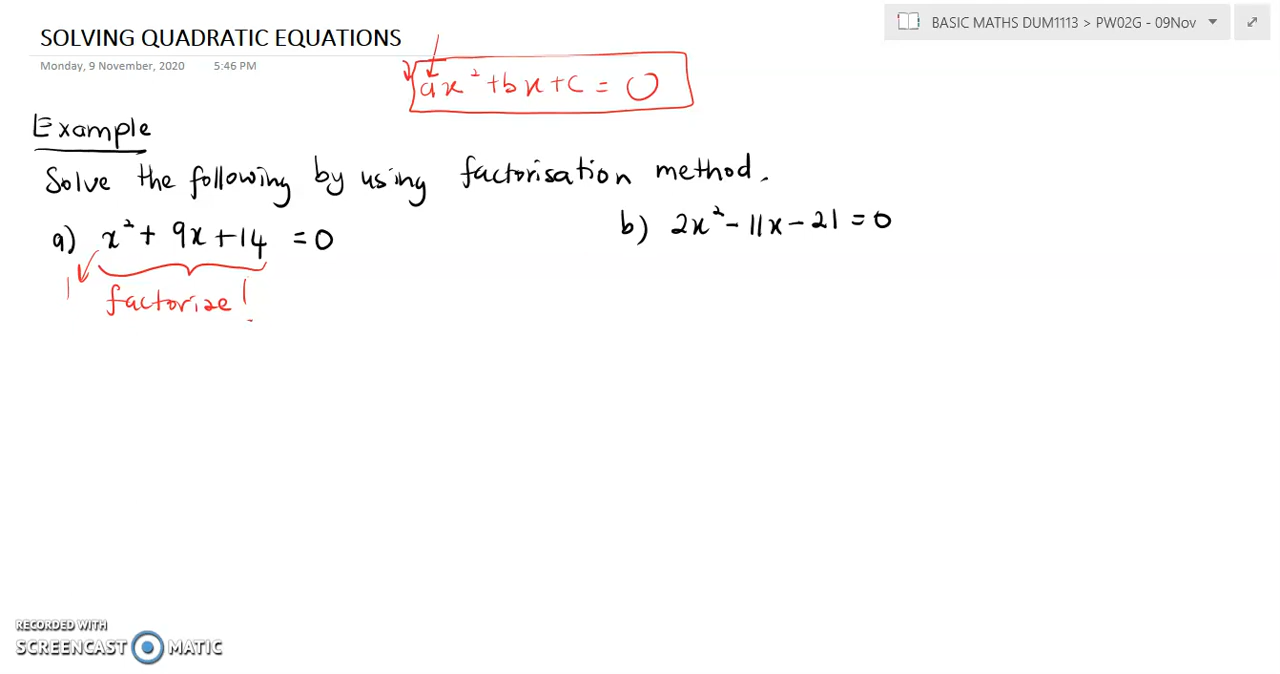 SOLVING QUADRATIC EQUATIONS
BASIC MATHS DUM1113 > PW02G - 09Nov
Monday, 9 November, 2020 5:46 PM
ax² + bx + c = 0
Example
Solve the following by using factorisation method.
a) x² + 9x + 14 = 0
b) 2x² - 11x - 21 = 0
1
factorize!
RECORDED WITH
SCREENCAST MATIC